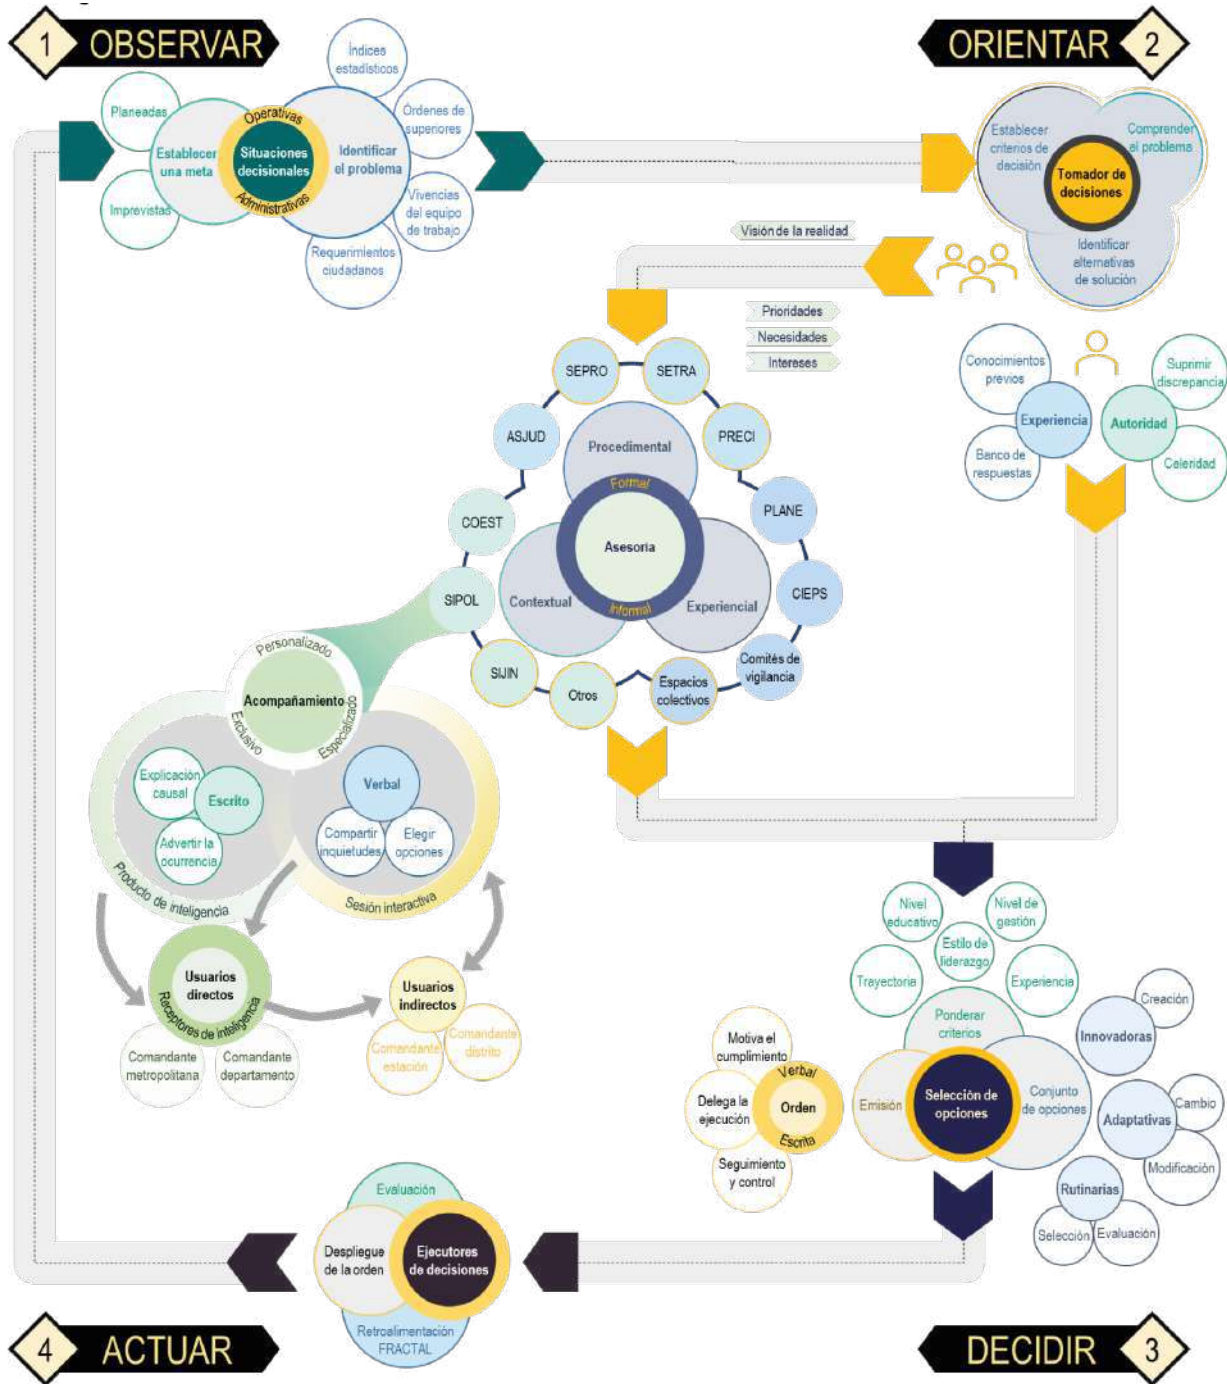 1 OBSERVAR
ORIENTAR 2
Índices
estadísticos
Planeadas
Órdenes de
superiores
Operativas
Establecer
una meta
Situaciones
decisionales
Identificar
el problema
Administrativas
Imprevistas
Vivencias
del equipo
de trabajo
Requerimientos
ciudadanos
Establecer
criterios de
decisión
Comprender
el problema
Tomador de
decisiones
Identificar
alternativas
de solución
Visión de la realidad
Prioridades
Necesidades
Intereses
Conocimientos
previos
Suprimir
discrepancia
Experiencia
Autoridad
Banco de
respuestas
Celeridad
SEPRO
SETRA
ASJUD
PRECI
Procedimental
Formal
COEST
PLANE
Asesoría
SIPOL
Contextual
Experiencial
CIEPS
Informal
SIJIN
Otros
Espacios
colectivos
Comités de
vigilancia
Personalizado
Acompañamiento
Exclusivo
Especializado
Explicación
causal
Escrito
Advertir la
ocurrencia
Verbal
Compartir
inquietudes
Elegir
opciones
Producto de inteligencia
Sesión interactiva
Usuarios
directos
Receptores de inteligencia
Usuarios
indirectos
Comandante
metropolitana
Comandante
departamento
Comandante
estación
Comandante
distrito
Nivel
educativo
Nivel de
gestión
Estilo de
liderazgo
Trayectoria
Experiencia
Ponderar
criterios
Creación
Innovadoras
Motiva el
cumplimiento
Verbal
Delega la
ejecución
Orden
Escrita
Seguimiento
y control
Emisión
Selección de
opciones
Conjunto
de opciones
Adaptativas
Cambio
Modificación
Rutinarias
Selección
Evaluación
Evaluación
Despliegue
de la orden
Ejecutores
de decisiones
Retroalimentación
FRACTAL
4 ACTUAR
DECIDIR 3